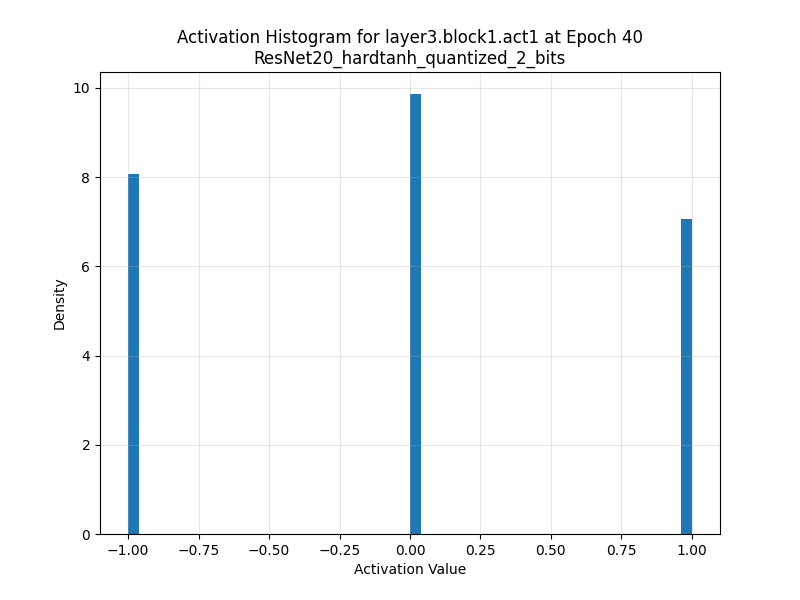 Activation Histogram for layer3.block1.act1 at Epoch 40
ResNet20_hardtanh_quantized_2_bits
10
8
6
4
2
0
Density
−1.00 −0.75 −0.50 −0.25 0.00 0.25 0.50 0.75 1.00
Activation Value